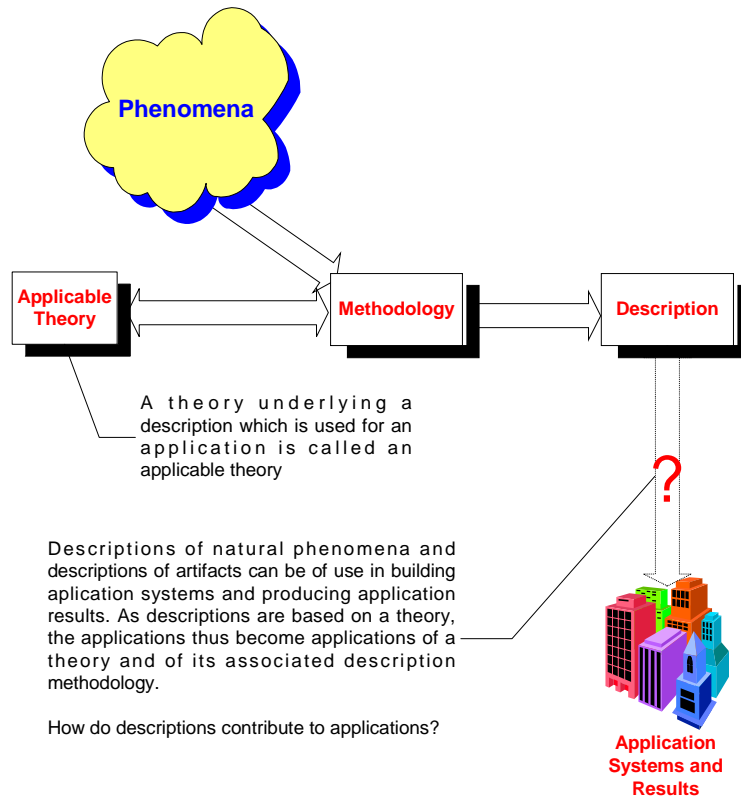 Phenomena
Applicable
Theory
Methodology
Description
A theory underlying a
description which is used for an
application is called an
applicable theory
?
Descriptions of natural phenomena and
descriptions of artifacts can be of use in building
aplication systems and producing application
results. As descriptions are based on a theory,
the applications thus become applications of a
theory and of its associated description
methodology.
How do descriptions contribute to applications?
Application
Systems and
Results